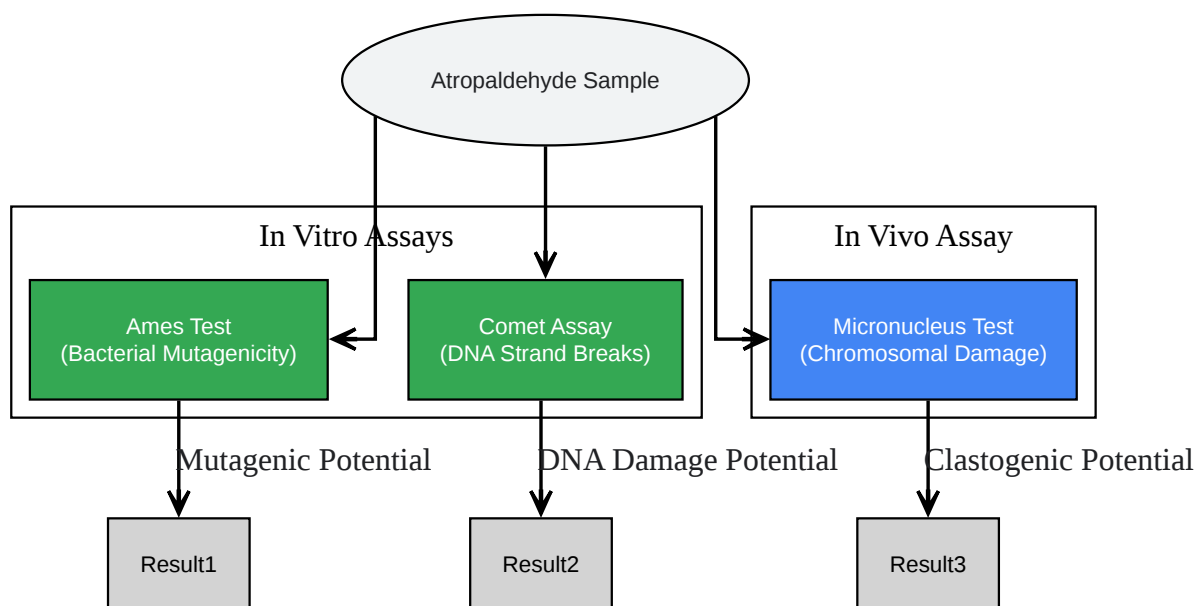 Atropaldehyde Sample
In Vitro Assays
In Vivo Assay
Ames Test
(Bacterial Mutagenicity)
Comet Assay
(DNA Strand Breaks)
Micronucleus Test
(Chromosomal Damage)
Mutagenic Potential
DNA Damage Potential
Clastogenic Potential
Result1
Result2
Result3